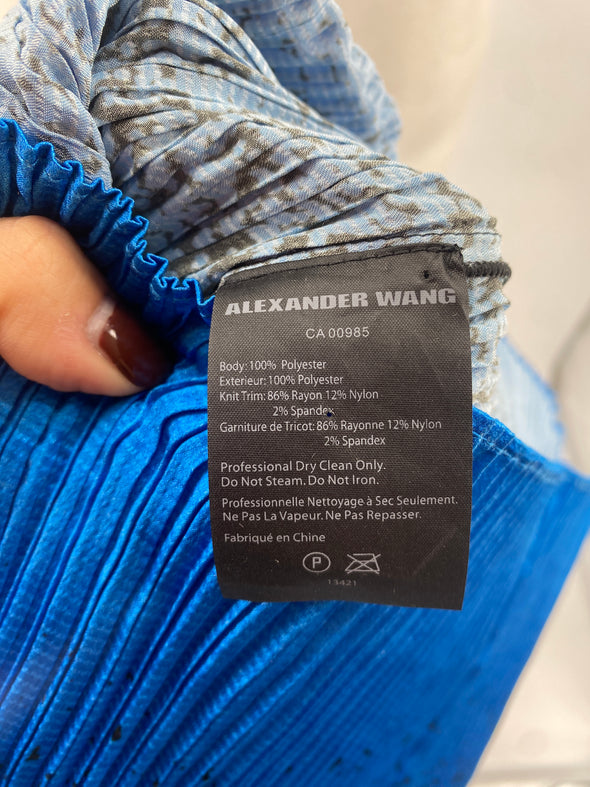 ALEXANDER WANG
CA 00985
Body: 100% Polyester
Exterieur: 100% Polyester
Knit Trim: 86% Rayon 12% Nylon
2% Spandex
Garniture de Tricot: 86% Rayonne 12% Nylon
2% Spandex
Professional Dry Clean Only.
Do Not Steam. Do Not Iron.
Professionnelle Nettoyage à Sec Seulement.
Ne Pas La Vapeur. Ne Pas Repasser.
Fabriqué en Chine
P
13421